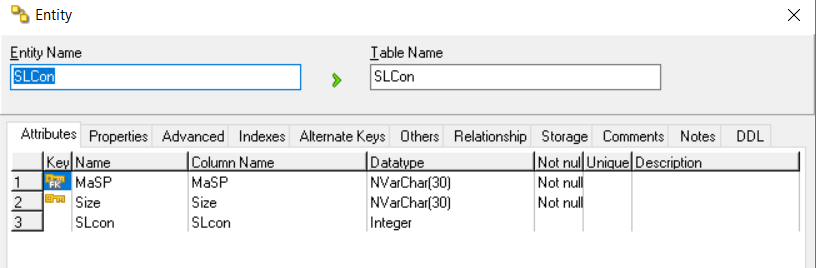 Entity
Entity Name Table Name
SLCon SLCon
Attributes Properties Advanced Indexes Alternate Keys Others Relationship Storage Comments Notes DDL
Key Name Column Name Datatype Not nul Unique Description
1 FK MaSP MaSP NVarChar(30) Not null
2 Size Size NVarChar(30) Not null
3 SLcon SLcon Integer